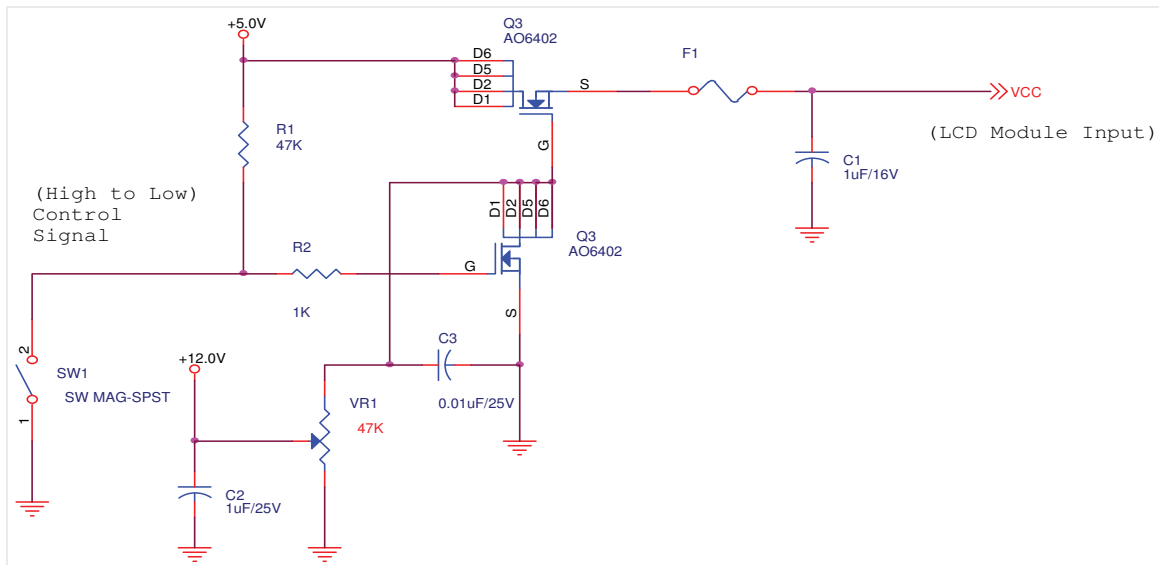 +5.0V
Q3
AO6402
D6
D5
D2
D1
S
G
F1
VCC
(LCD Module Input)
R1
47K
C1
1uF/16V
(High to Low)
Control
Signal
D1
D2
D5
D6
Q3
AO6402
R2
1K
G
S
C3
0.01uF/25V
+12.0V
2
SW1
SW MAG-SPST
1
VR1
47K
C2
1uF/25V